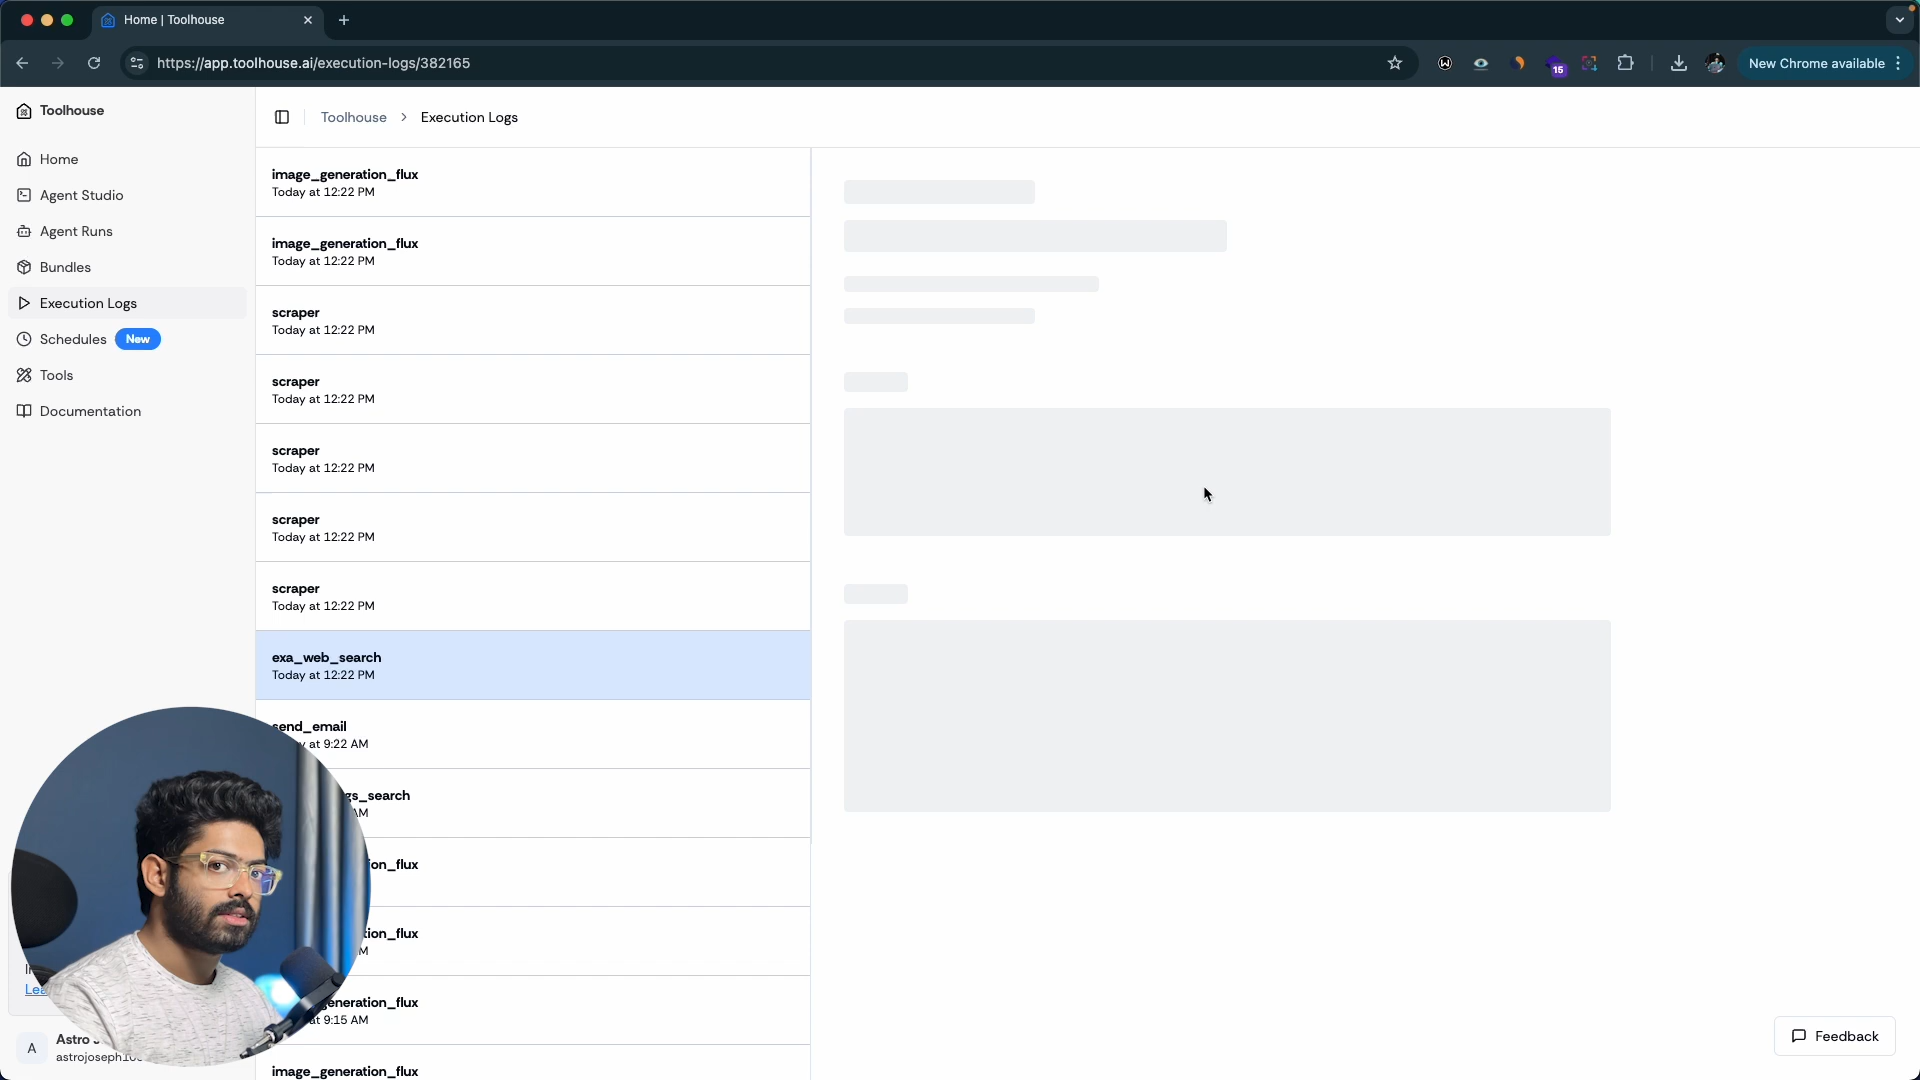 Home | Toolhouse
https://app.toolhouse.ai/execution-logs/382165
15
New Chrome available
Toolhouse
Home
Agent Studio
Agent Runs
Bundles
Execution Logs
Schedules New
Tools
Documentation
Toolhouse > Execution Logs
image_generation_flux
Today at 12:22 PM
image_generation_flux
Today at 12:22 PM
scraper
Today at 12:22 PM
scraper
Today at 12:22 PM
scraper
Today at 12:22 PM
scraper
Today at 12:22 PM
scraper
Today at 12:22 PM
exa_web_search
Today at 12:22 PM
send_email
at 9:22 AM
_search
AM
ion_flux
tion_flux
generation_flux
at 9:15 AM
image_generation_flux
A
Astro
Feedback